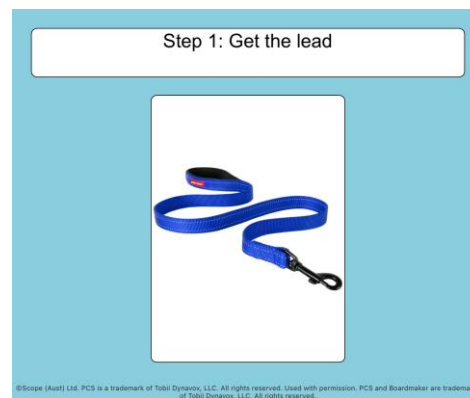 Step 1: Get the lead
©Scope (Aust) Ltd. PCS is a trademark of Tobii Dynavox, LLC. All rights reserved. Used with permission. PCS and Boardmaker are tradema
of Tobii Dynavox, LLC. All rights reserved.